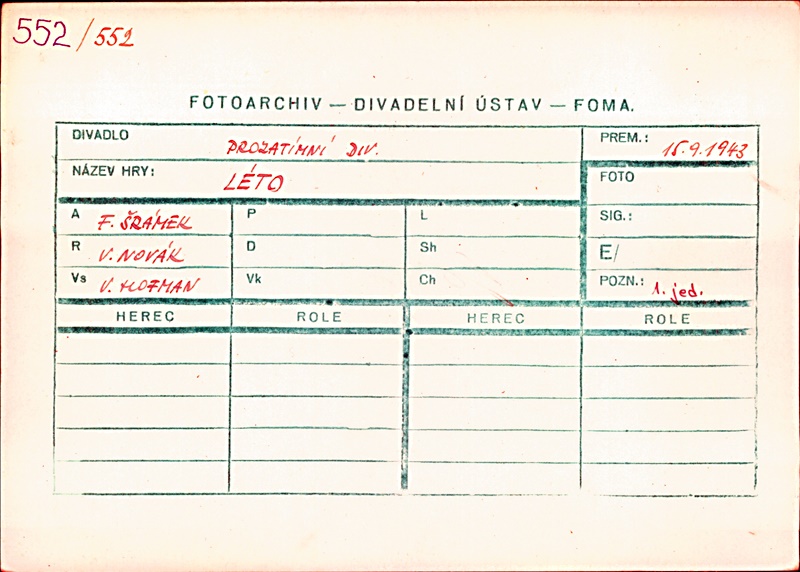 552 / 552
FOTOARCHIV — DIVADELNÍ ÚSTAV — FOMA.
DIVADLO PROZATÍMNÍ DIV.
PREM.: 15.9.1943
NÁZEV HRY: LÉTO
FOTO
A F. ŠRÁMEK P L SIG.:
R V. NOVÁK D Sh E/
Vs V. HOFMAN Vk Ch POZN.: 1. jed.
HEREC ROLE HEREC ROLE